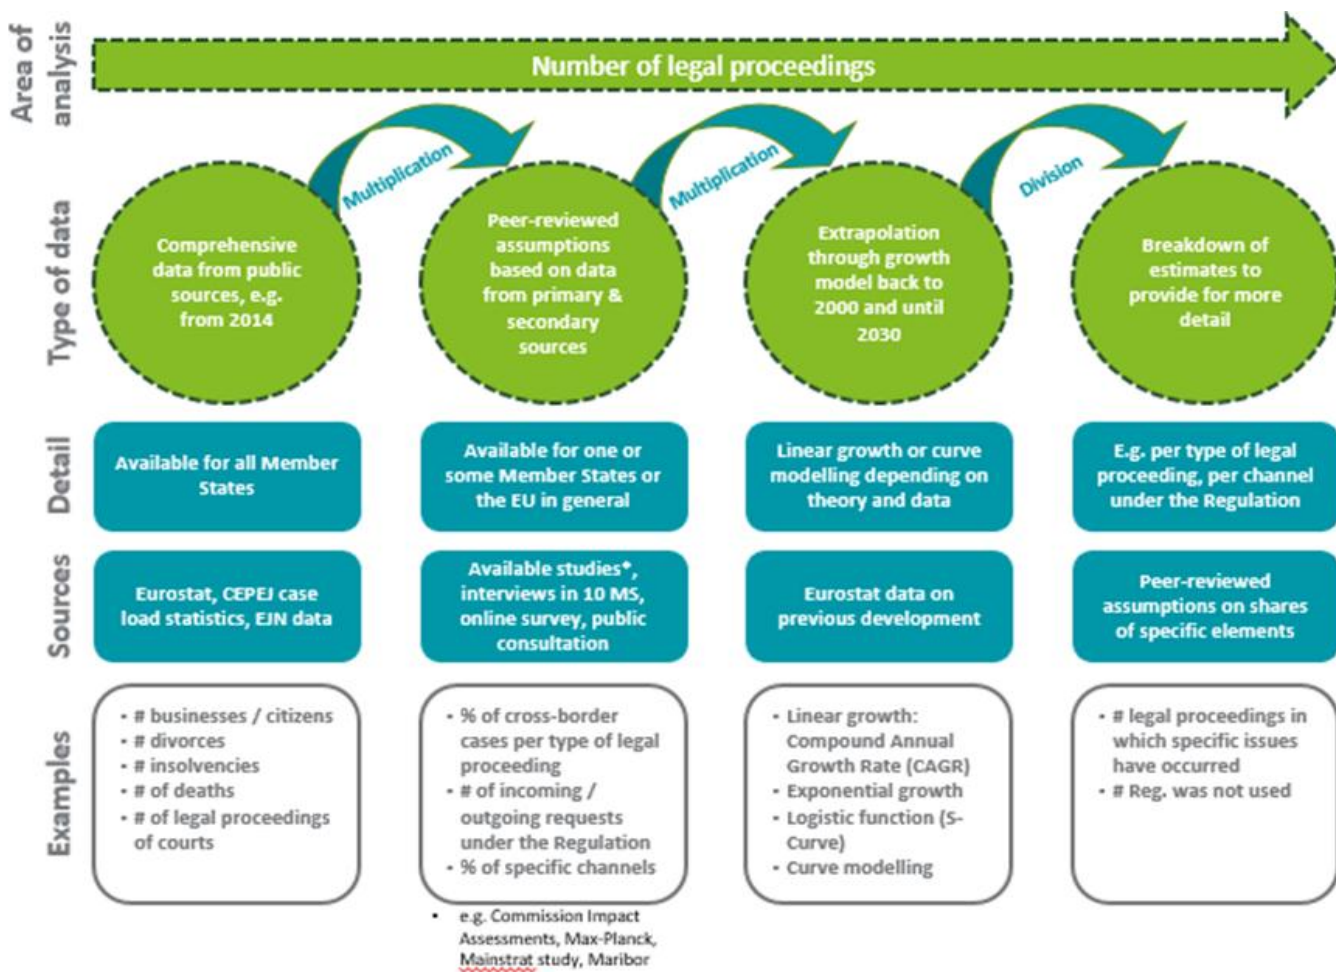 Area of
analysis
Number of legal proceedings
Multiplication
Multiplication
Division
Type of data
Comprehensive
data from public
sources, e.g.
from 2014
Peer-reviewed
assumptions
based on data
from primary &
secondary
sources
Extrapolation
through growth
model back to
2000 and until
2030
Breakdown of
estimates to
provide for more
detail
Detail
Available for all Member
States
Available for one or
some Member States or
the EU in general
Linear growth or curve
modelling depending on
theory and data
E.g. per type of legal
proceeding, per channel
under the Regulation
Sources
Eurostat, CEPEJ case
load statistics, EJN data
Available studies*,
interviews in 10 MS,
online survey, public
consultation
Eurostat data on
previous development
Peer-reviewed
assumptions on shares
of specific elements
Examples
• # businesses / citizens
• # divorces
• # insolvencies
• # of deaths
• # of legal proceedings
of courts
• % of cross-border
cases per type of legal
proceeding
• # of incoming /
outgoing requests
under the Regulation
• % of specific channels
• Linear growth:
Compound Annual
Growth Rate (CAGR)
• Exponential growth
• Logistic function (S-
Curve)
• Curve modelling
• # legal proceedings in
which specific issues
have occurred
• # Reg. was not used
• e.g. Commission Impact
Assessments, Max-Planck,
Mainstrat study, Maribor